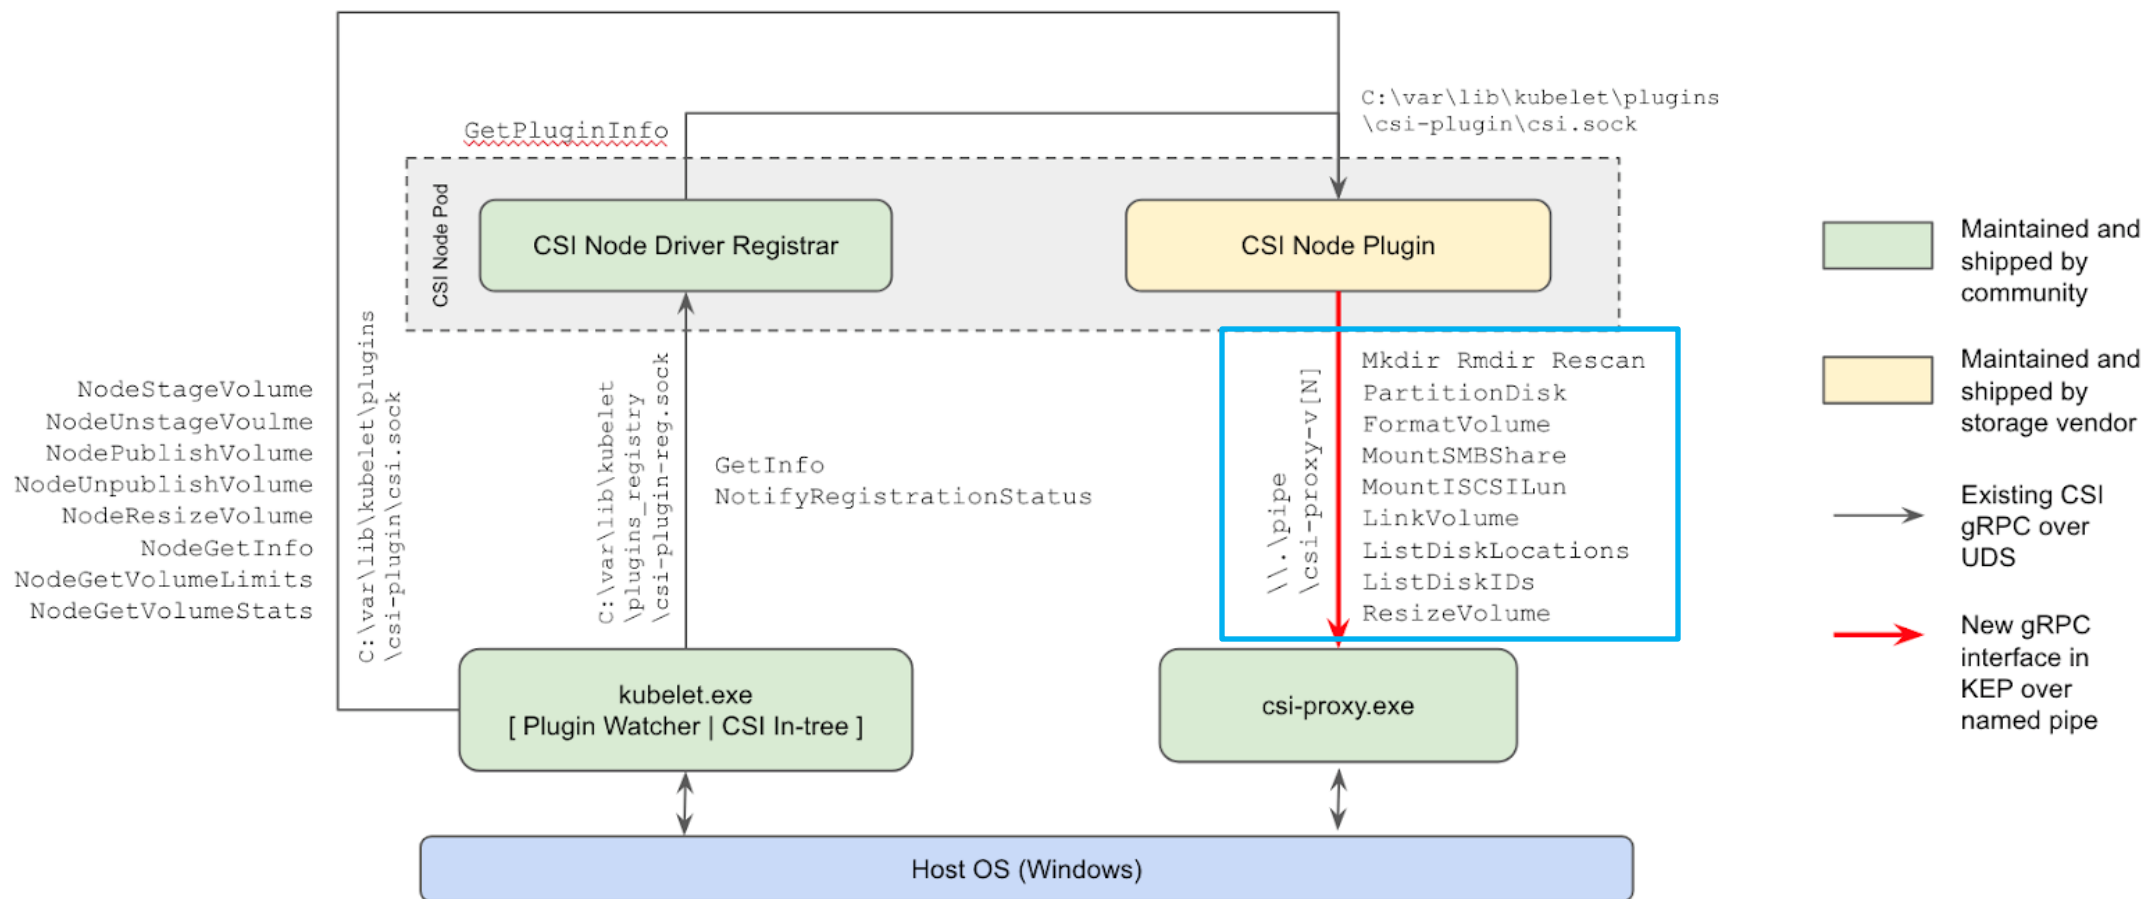 C:\var\lib\kubelet\plugins
\csi-plugin\csi.sock
GetPluginInfo
CSI Node Pod
CSI Node Driver Registrar
CSI Node Plugin
NodeStageVolume
NodeUnstageVoulme
NodePublishVolume
NodeUnpublishVolume
NodeResizeVolume
NodeGetInfo
NodeGetVolumeLimits
NodeGetVolumeStats
C:\var\lib\kubelet\plugins
\csi-plugin\csi.sock
C:\var\lib\kubelet
\plugins_registry
\csi-plugin-reg.sock
GetInfo
NotifyRegistrationStatus
\\.\pipe
\csi-proxy-v[N]
Mkdir Rmdir Rescan
PartitionDisk
FormatVolume
MountSMBShare
MountISCSILun
LinkVolume
ListDiskLocations
ListDiskIDs
ResizeVolume
kubelet.exe
[ Plugin Watcher | CSI In-tree ]
csi-proxy.exe
Host OS (Windows)
Maintained and
shipped by
community
Maintained and
shipped by
storage vendor
Existing CSI
gRPC over
UDS
New gRPC
interface in
KEP over
named pipe